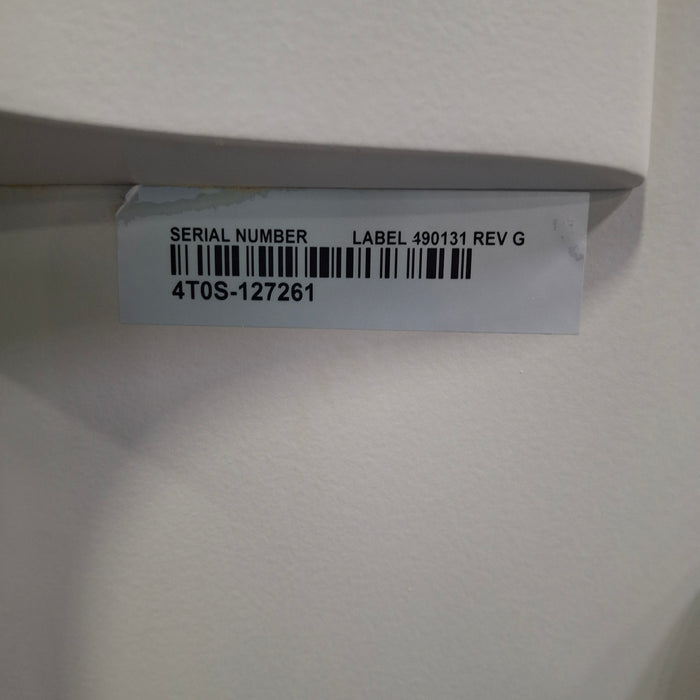 SERIAL NUMBER LABEL 490131 REV G
4T0S-127261